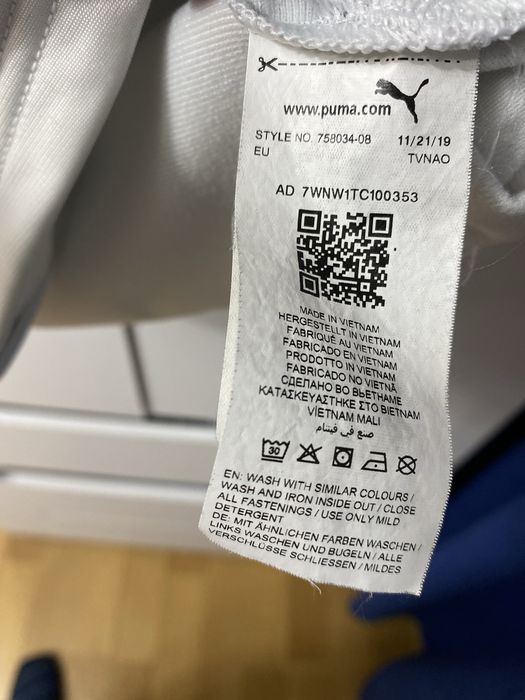 www.puma.com
STYLE NO. 758034-08 11/21/19
EU TVNAO
AD 7WNW1TC100353
MADE IN VIETNAM
HERGESTELLT IN VIETNAM
FABRIQUÉ AU VIETNAM
FABRICADO EN VIETNAM
PRODOTTO IN VIETNAM
FABRICADO NO VIETNÃ
СДЕЛАНО ВО ВЬЕТНАМЕ
ΚΑΤΑΣΚΕΥΑΣΤΗΚΕ ΣΤΟ ΒΙΕΤΝΑΜ
VİETNAM MALI
صنع في فيتنام
30
EN: WASH WITH SIMILAR COLOURS /
WASH AND IRON INSIDE OUT / CLOSE
ALL FASTENINGS / USE ONLY MILD
DETERGENT
DE: MIT ÄHNLICHEN FARBEN WASCHEN /
LINKS WASCHEN UND BUGELN / ALLE
VERSCHLÜSSE SCHLIESSEN / MILDES